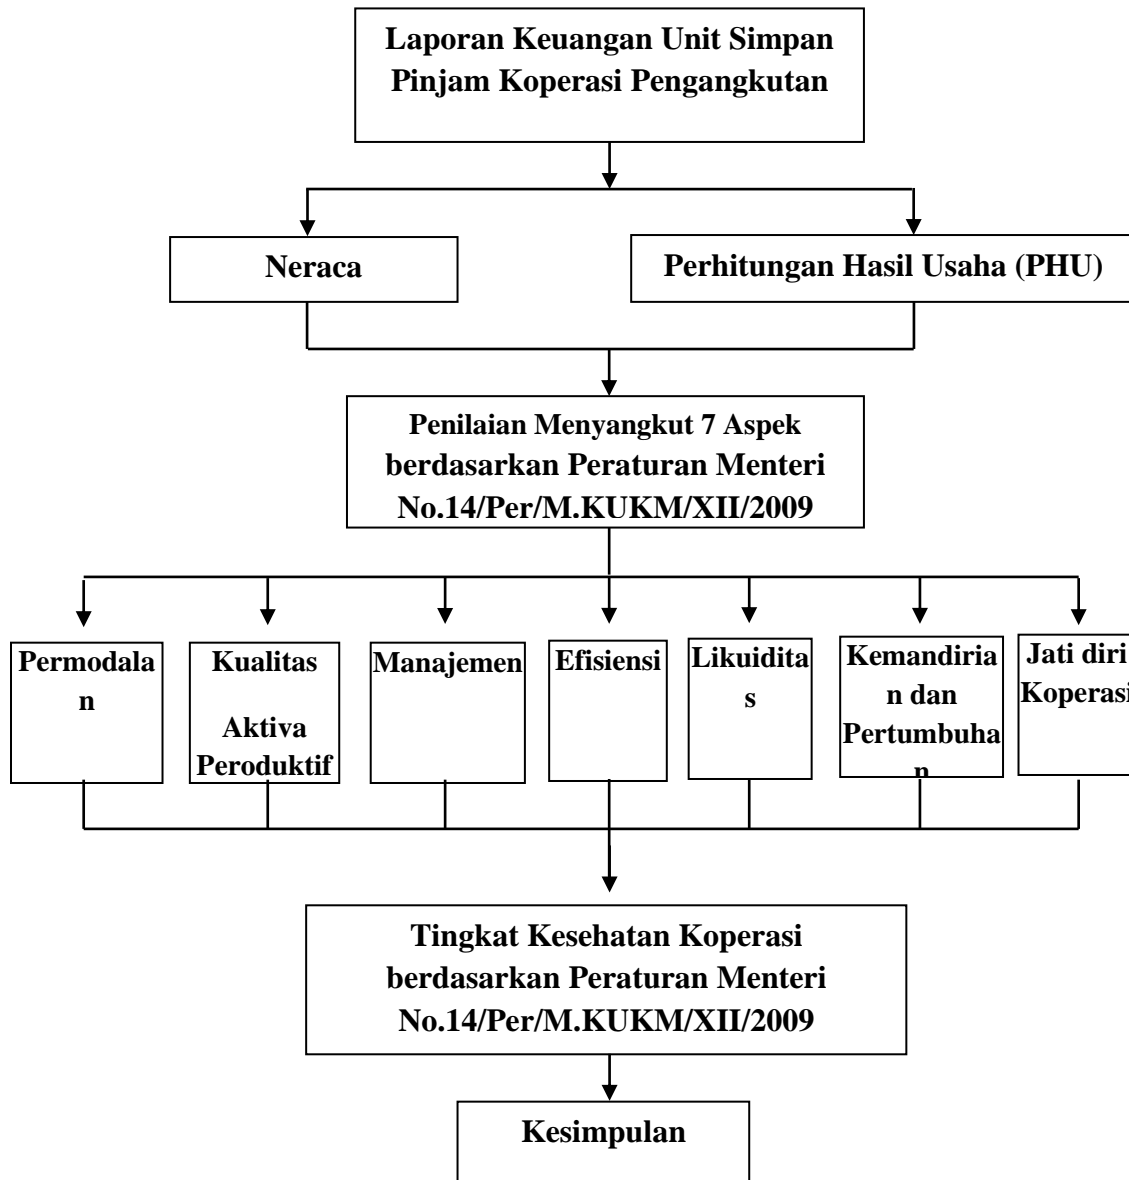 Laporan Keuangan Unit Simpan
Pinjam Koperasi Pengangkutan
Neraca
Perhitungan Hasil Usaha (PHU)
Penilaian Menyangkut 7 Aspek
berdasarkan Peraturan Menteri
No.14/Per/M.KUKM/XII/2009
Permodala
n
Kualitas
Aktiva
Peroduktif
Manajemen
Efisiensi
Likuidita
s
Kemandiria
n dan
Pertumbuha
n
Jati diri
Koperasi
Tingkat Kesehatan Koperasi
berdasarkan Peraturan Menteri
No.14/Per/M.KUKM/XII/2009
Kesimpulan